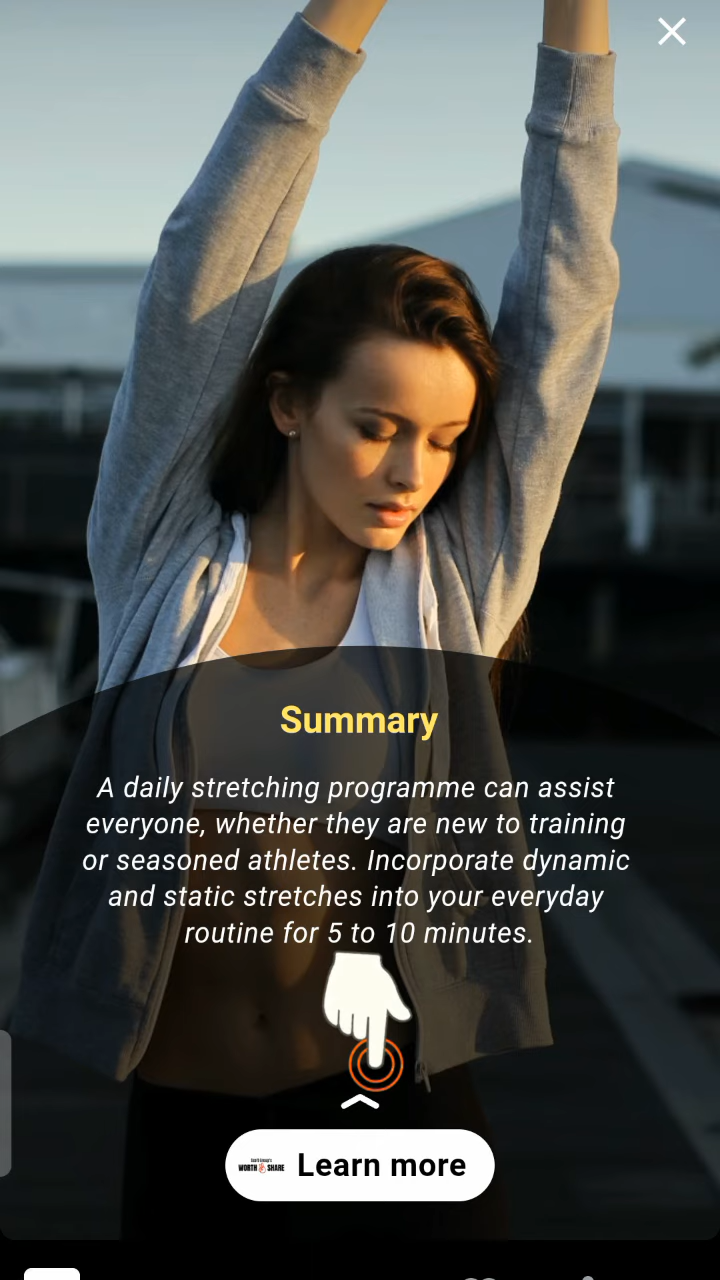 Summary
A daily stretching programme can assist
everyone, whether they are new to training
or seasoned athletes. Incorporate dynamic
and static stretches into your everyday
routine for 5 to 10 minutes.
WORTH SHARE
Learn more